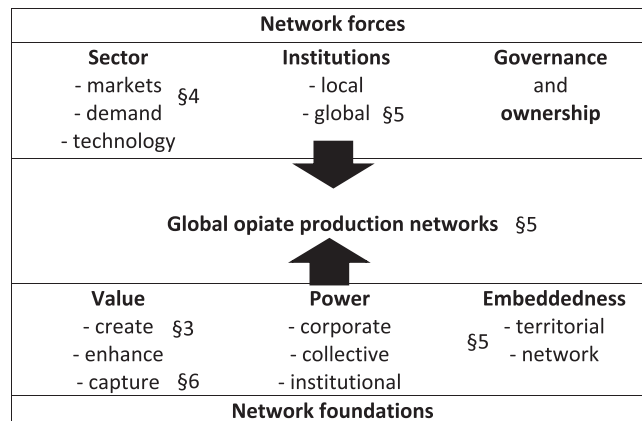 Network forces
Sector Institutions Governance
- markets - local and
§4
- demand - global §5 ownership
- technology
Global opiate production networks §5
Value Power Embeddedness
- create §3 - corporate - territorial
§5
- enhance - collective - network
- capture §6 - institutional
Network foundations